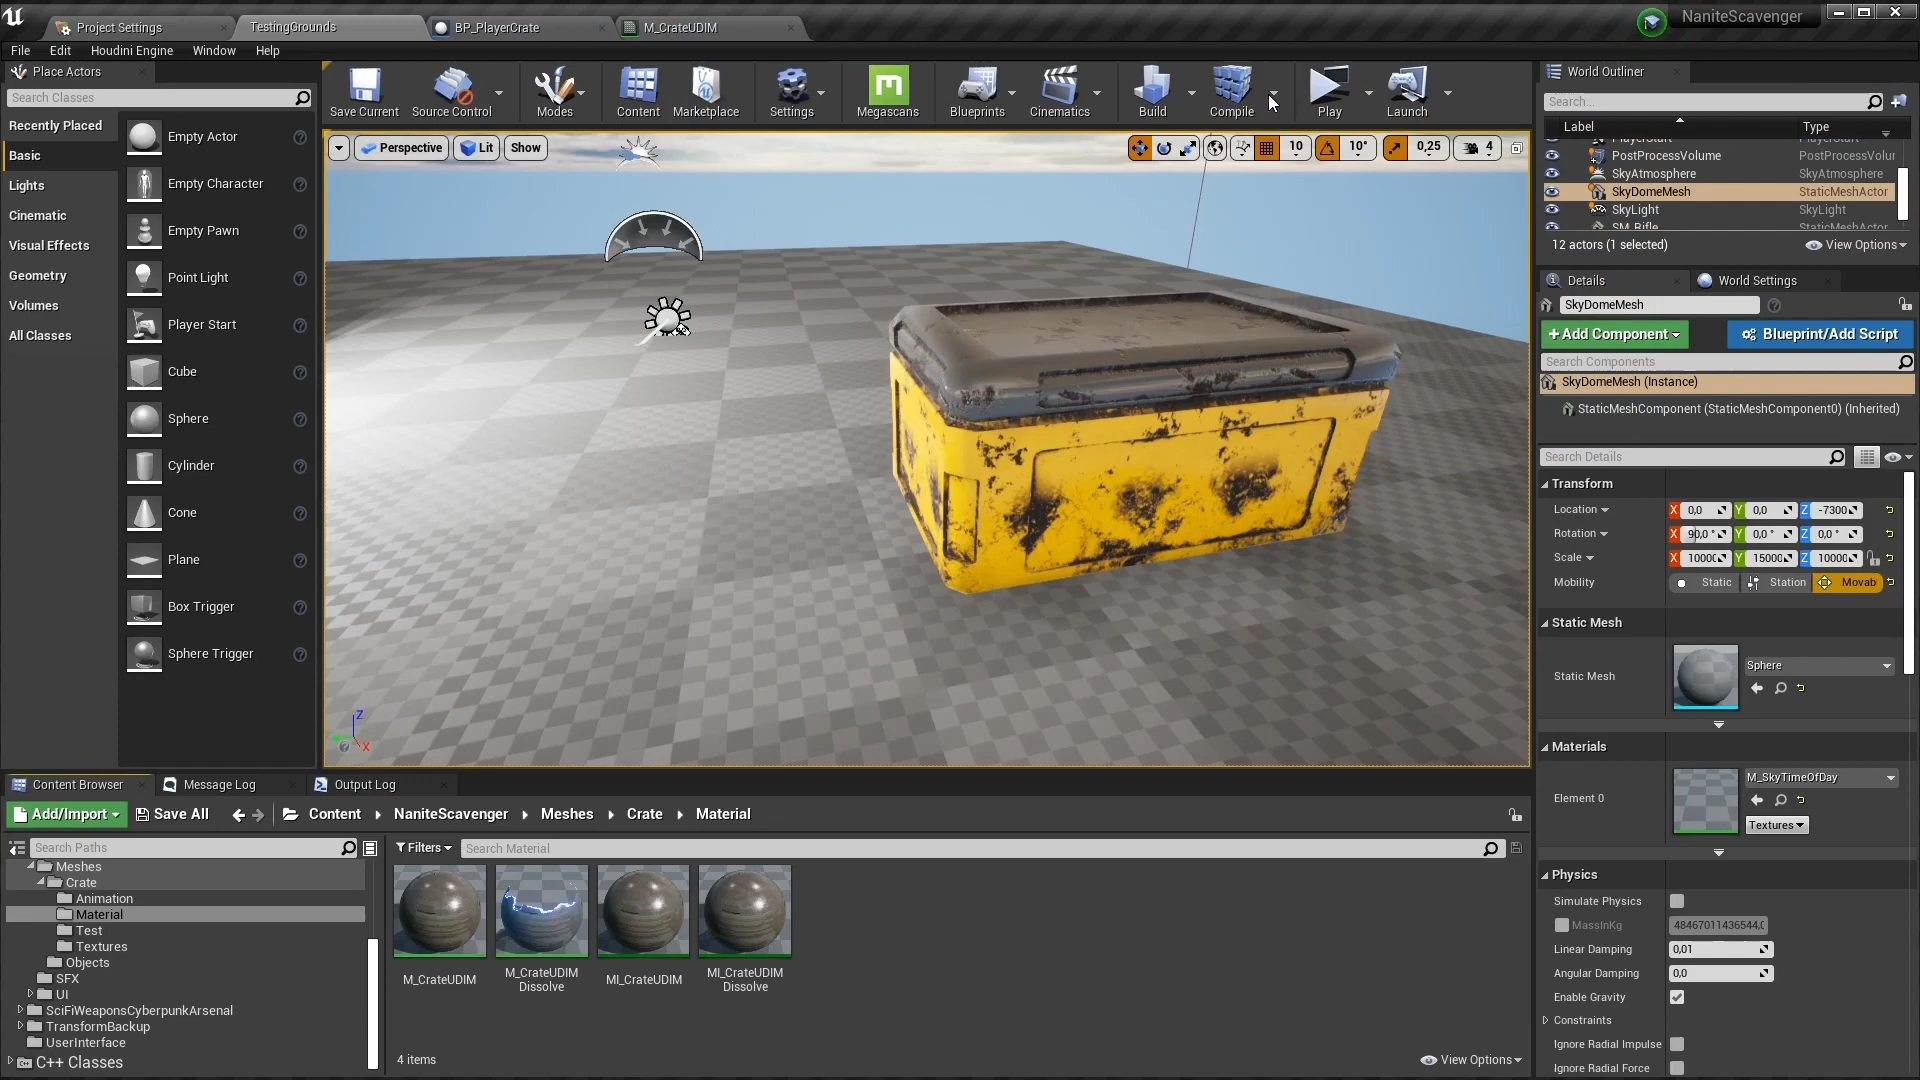 Project Settings
TestingGrounds
BP_PlayerCrate
M_CrateUDIM
NaniteScavenger
File Edit Houdini Engine Window Help
Place Actors
Search Classes
Recently Placed
Basic
Lights
Cinematic
Visual Effects
Geometry
Volumes
All Classes
Empty Actor
Empty Character
Empty Pawn
Point Light
Player Start
Cube
Sphere
Cylinder
Cone
Plane
Box Trigger
Sphere Trigger
Save Current Source Control Modes Content Marketplace Settings Megascans Blueprints Cinematics Build Compile Play Launch
Perspective Lit Show
10 10° 0,25 4
Z
X
World Outliner
Search...
Label Type
PlayerStart PlayerStart
PostProcessVolume PostProcessVolur
SkyAtmosphere SkyAtmosphere
SkyDomeMesh StaticMeshActor
SkyLight SkyLight
SM_Rifle StaticMeshActor
12 actors (1 selected) View Options
Details World Settings
SkyDomeMesh
+Add Component Blueprint/Add Script
Search Components
SkyDomeMesh (Instance)
StaticMeshComponent (StaticMeshComponent0) (Inherited)
Search Details
Transform
Location X 0,0 Y 0,0 Z -7300
Rotation X 90,0 ° Y 0,0 ° Z 0,0 °
Scale X 10000 Y 15000 Z 10000
Mobility Static Station Movab
Static Mesh
Static Mesh Sphere
Materials
Element 0 M_SkyTimeOfDay
Textures
Physics
Simulate Physics
MassInKg 48467011436544,0
Linear Damping 0,01
Angular Damping 0,0
Enable Gravity
Constraints
Ignore Radial Impulse
Ignore Radial Force
Content Browser Message Log Output Log
Add/Import Save All Content NaniteScavenger Meshes Crate Material
Search Paths
Meshes
Crate
Animation
Material
Test
Textures
Objects
SFX
UI
SciFiWeaponsCyberpunkArsenal
TransformBackup
UserInterface
C++ Classes
Filters Search Material
M_CrateUDIM
M_CrateUDIM
Dissolve
MI_CrateUDIM
MI_CrateUDIM
Dissolve
4 items View Options